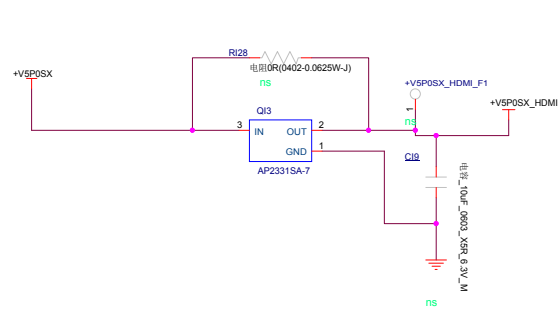 RI28
电阻0R(0402-0.0625W-J)
+V5P0SX
ns
+V5P0SX_HDMI_F1
+V5P0SX_HDMI
1
ns
QI3
3
IN
OUT
2
GND
1
AP2331SA-7
CI9
电容_10uF_0603_X5R_6.3V_M
ns